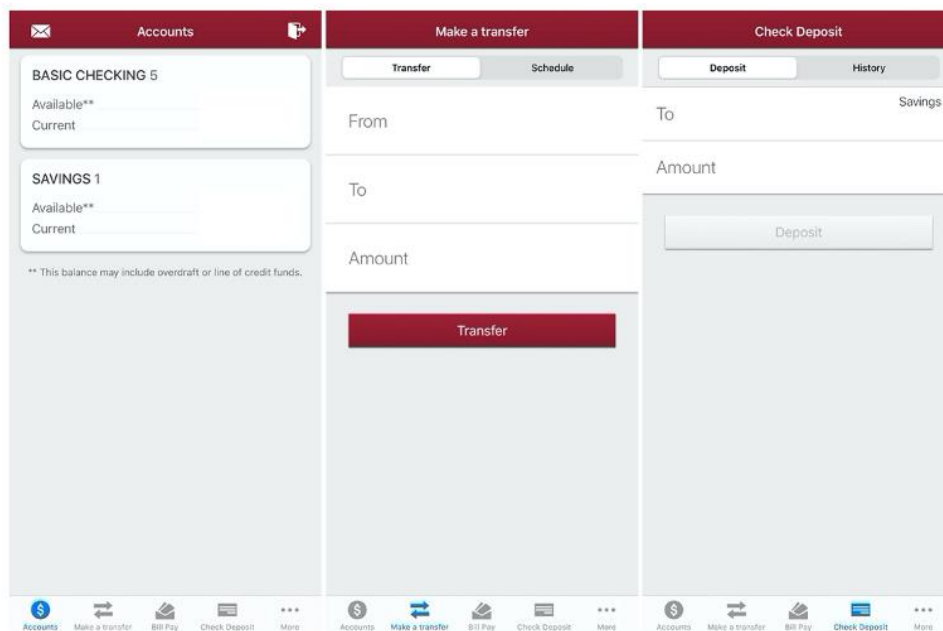 Accounts
BASIC CHECKING 5
Available**
Current
SAVINGS 1
Available**
Current
** This balance may include overdraft or line of credit funds.
Accounts Make a transfer Bill Pay Check Deposit More
Make a transfer
Transfer Schedule
From
To
Amount
Transfer
Accounts Make a transfer Bill Pay Check Deposit More
Check Deposit
Deposit History
To Savings
Amount
Deposit
Accounts Make a transfer Bill Pay Check Deposit More